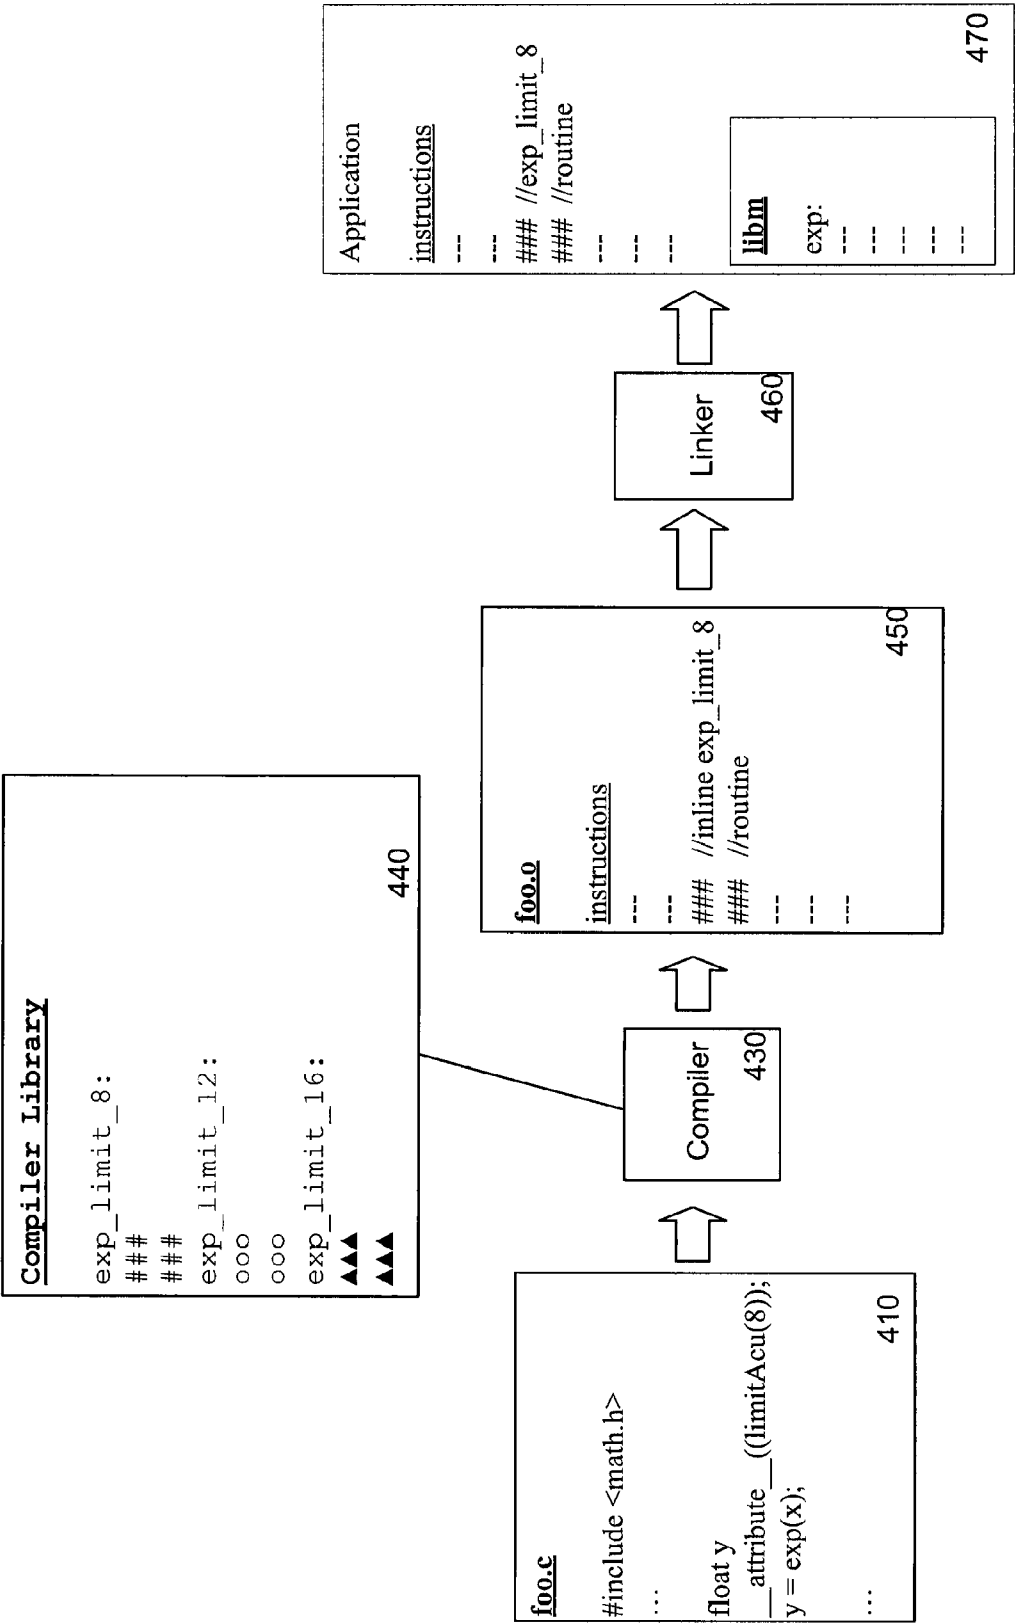 Compiler Library
exp_limit_8:
###
###
exp_limit_12:
ooo
ooo
exp_limit_16:
▲▲▲
▲▲▲
440
foo.c
#include <math.h>
...
float y
__attribute__((limitAcu(8));
y = exp(x);
...
410
Compiler
430
foo.o
instructions
---
---
### //inline exp_limit_8
### //routine
---
---
---
450
Linker
460
Application
instructions
---
---
### //exp_limit_8
### //routine
---
---
---
libm
exp:
---
---
---
---
---
470